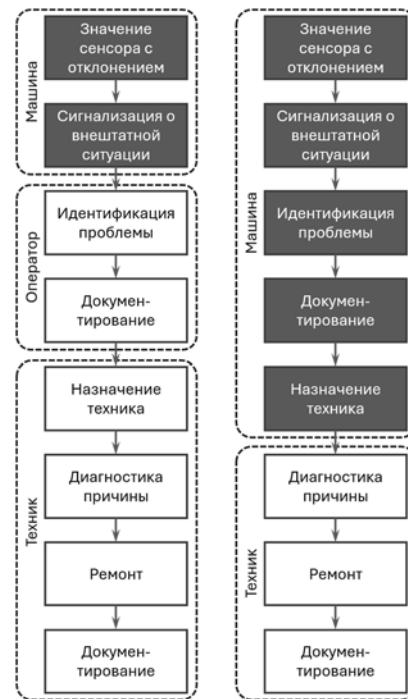 Машина
Значение
сенсора с
отклонением
Сигнализация о
внештатной
ситуации
Оператор
Идентификация
проблемы
Докумен-
тирование
Техник
Назначение
техника
Диагностика
причины
Ремонт
Докумен-
тирование
Машина
Значение
сенсора с
отклонением
Сигнализация о
внештатной
ситуации
Идентификация
проблемы
Докумен-
тирование
Назначение
техника
Техник
Диагностика
причины
Ремонт
Докумен-
тирование